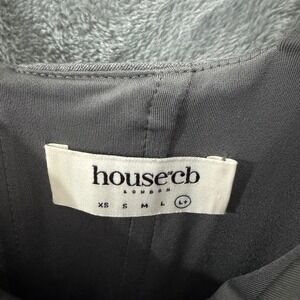 house of cb
LONDON
XS S M L L+